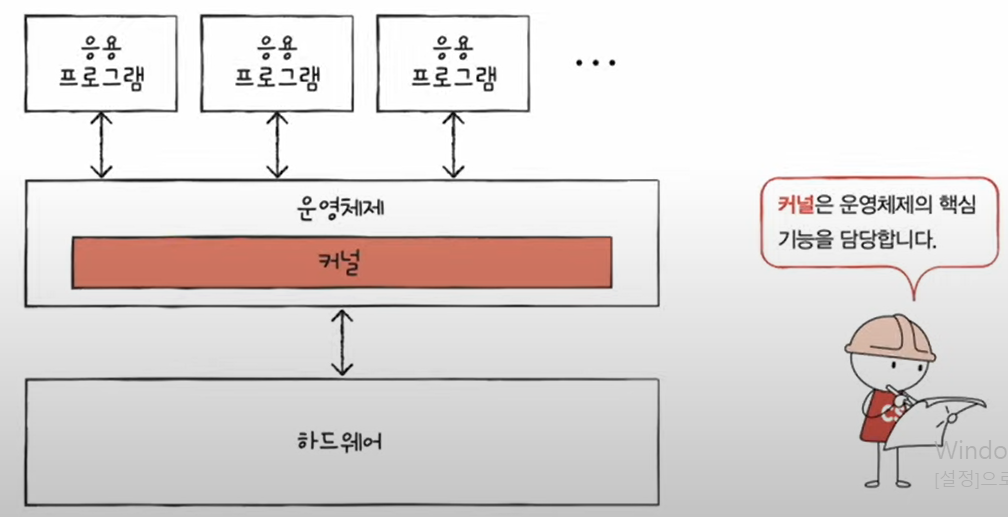 응용
프로그램
응용
프로그램
응용
프로그램
...
운영체제
커널
커널은 운영체제의 핵심
기능을 담당합니다.
하드웨어
Windo
[설정]으로